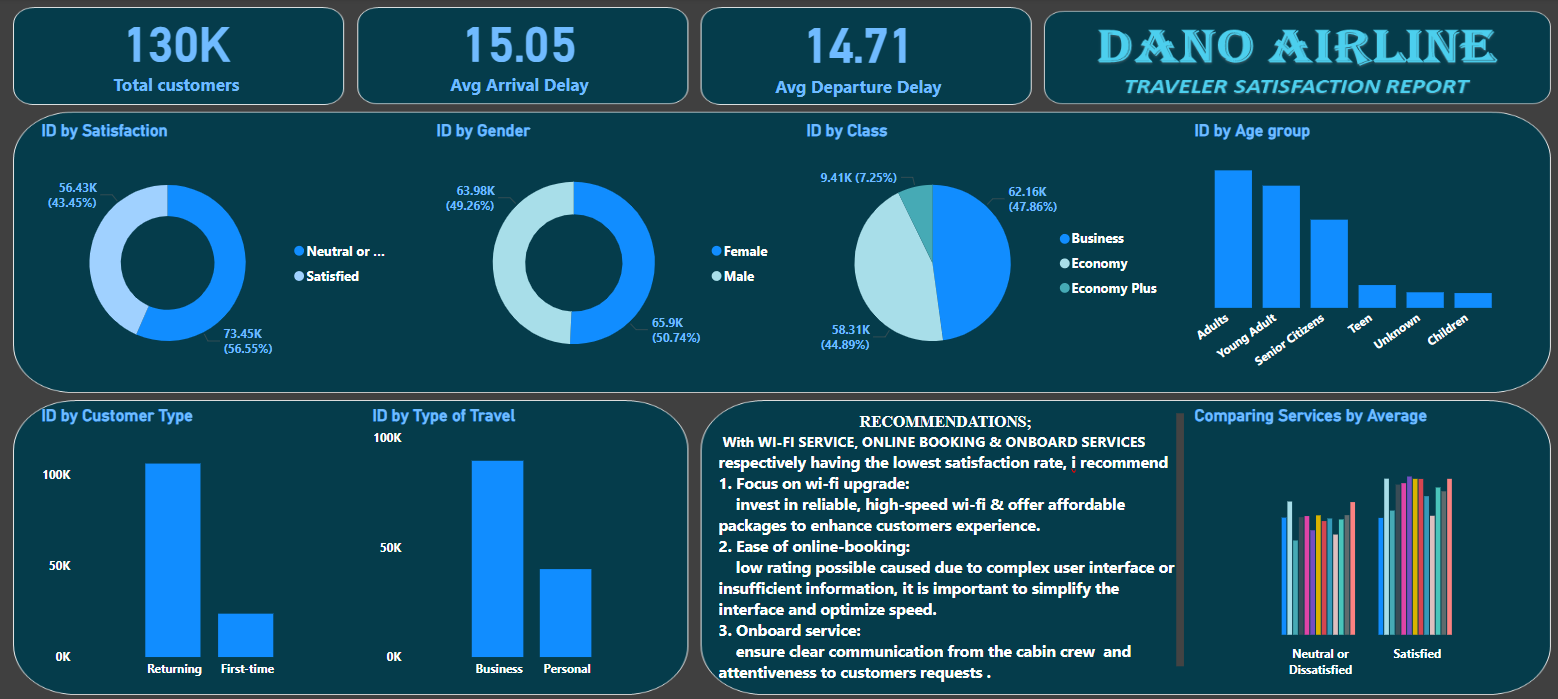 130K
Total customers
15.05
Avg Arrival Delay
14.71
Avg Departure Delay
DANO AIRLINE
TRAVELER SATISFACTION REPORT
ID by Satisfaction
56.43K
(43.45%)
73.45K
(56.55%)
Neutral or ...
Satisfied
ID by Gender
63.98K
(49.26%)
65.9K
(50.74%)
Female
Male
ID by Class
9.41K (7.25%)
62.16K
(47.86%)
58.31K
(44.89%)
Business
Economy
Economy Plus
ID by Age group
Adults
Young Adult
Senior Citizens
Teen
Unknown
Children
ID by Customer Type
100K
50K
0K
Returning
First-time
ID by Type of Travel
100K
50K
0K
Business
Personal
RECOMMENDATIONS;
With WI-FI SERVICE, ONLINE BOOKING & ONBOARD SERVICES
respectively having the lowest satisfaction rate, i recommend
1. Focus on wi-fi upgrade:
invest in reliable, high-speed wi-fi & offer affordable
packages to enhance customers experience.
2. Ease of online-booking:
low rating possible caused due to complex user interface or
insufficient information, it is important to simplify the
interface and optimize speed.
3. Onboard service:
ensure clear communication from the cabin crew and
attentiveness to customers requests .
Comparing Services by Average
Neutral or
Dissatisfied
Satisfied